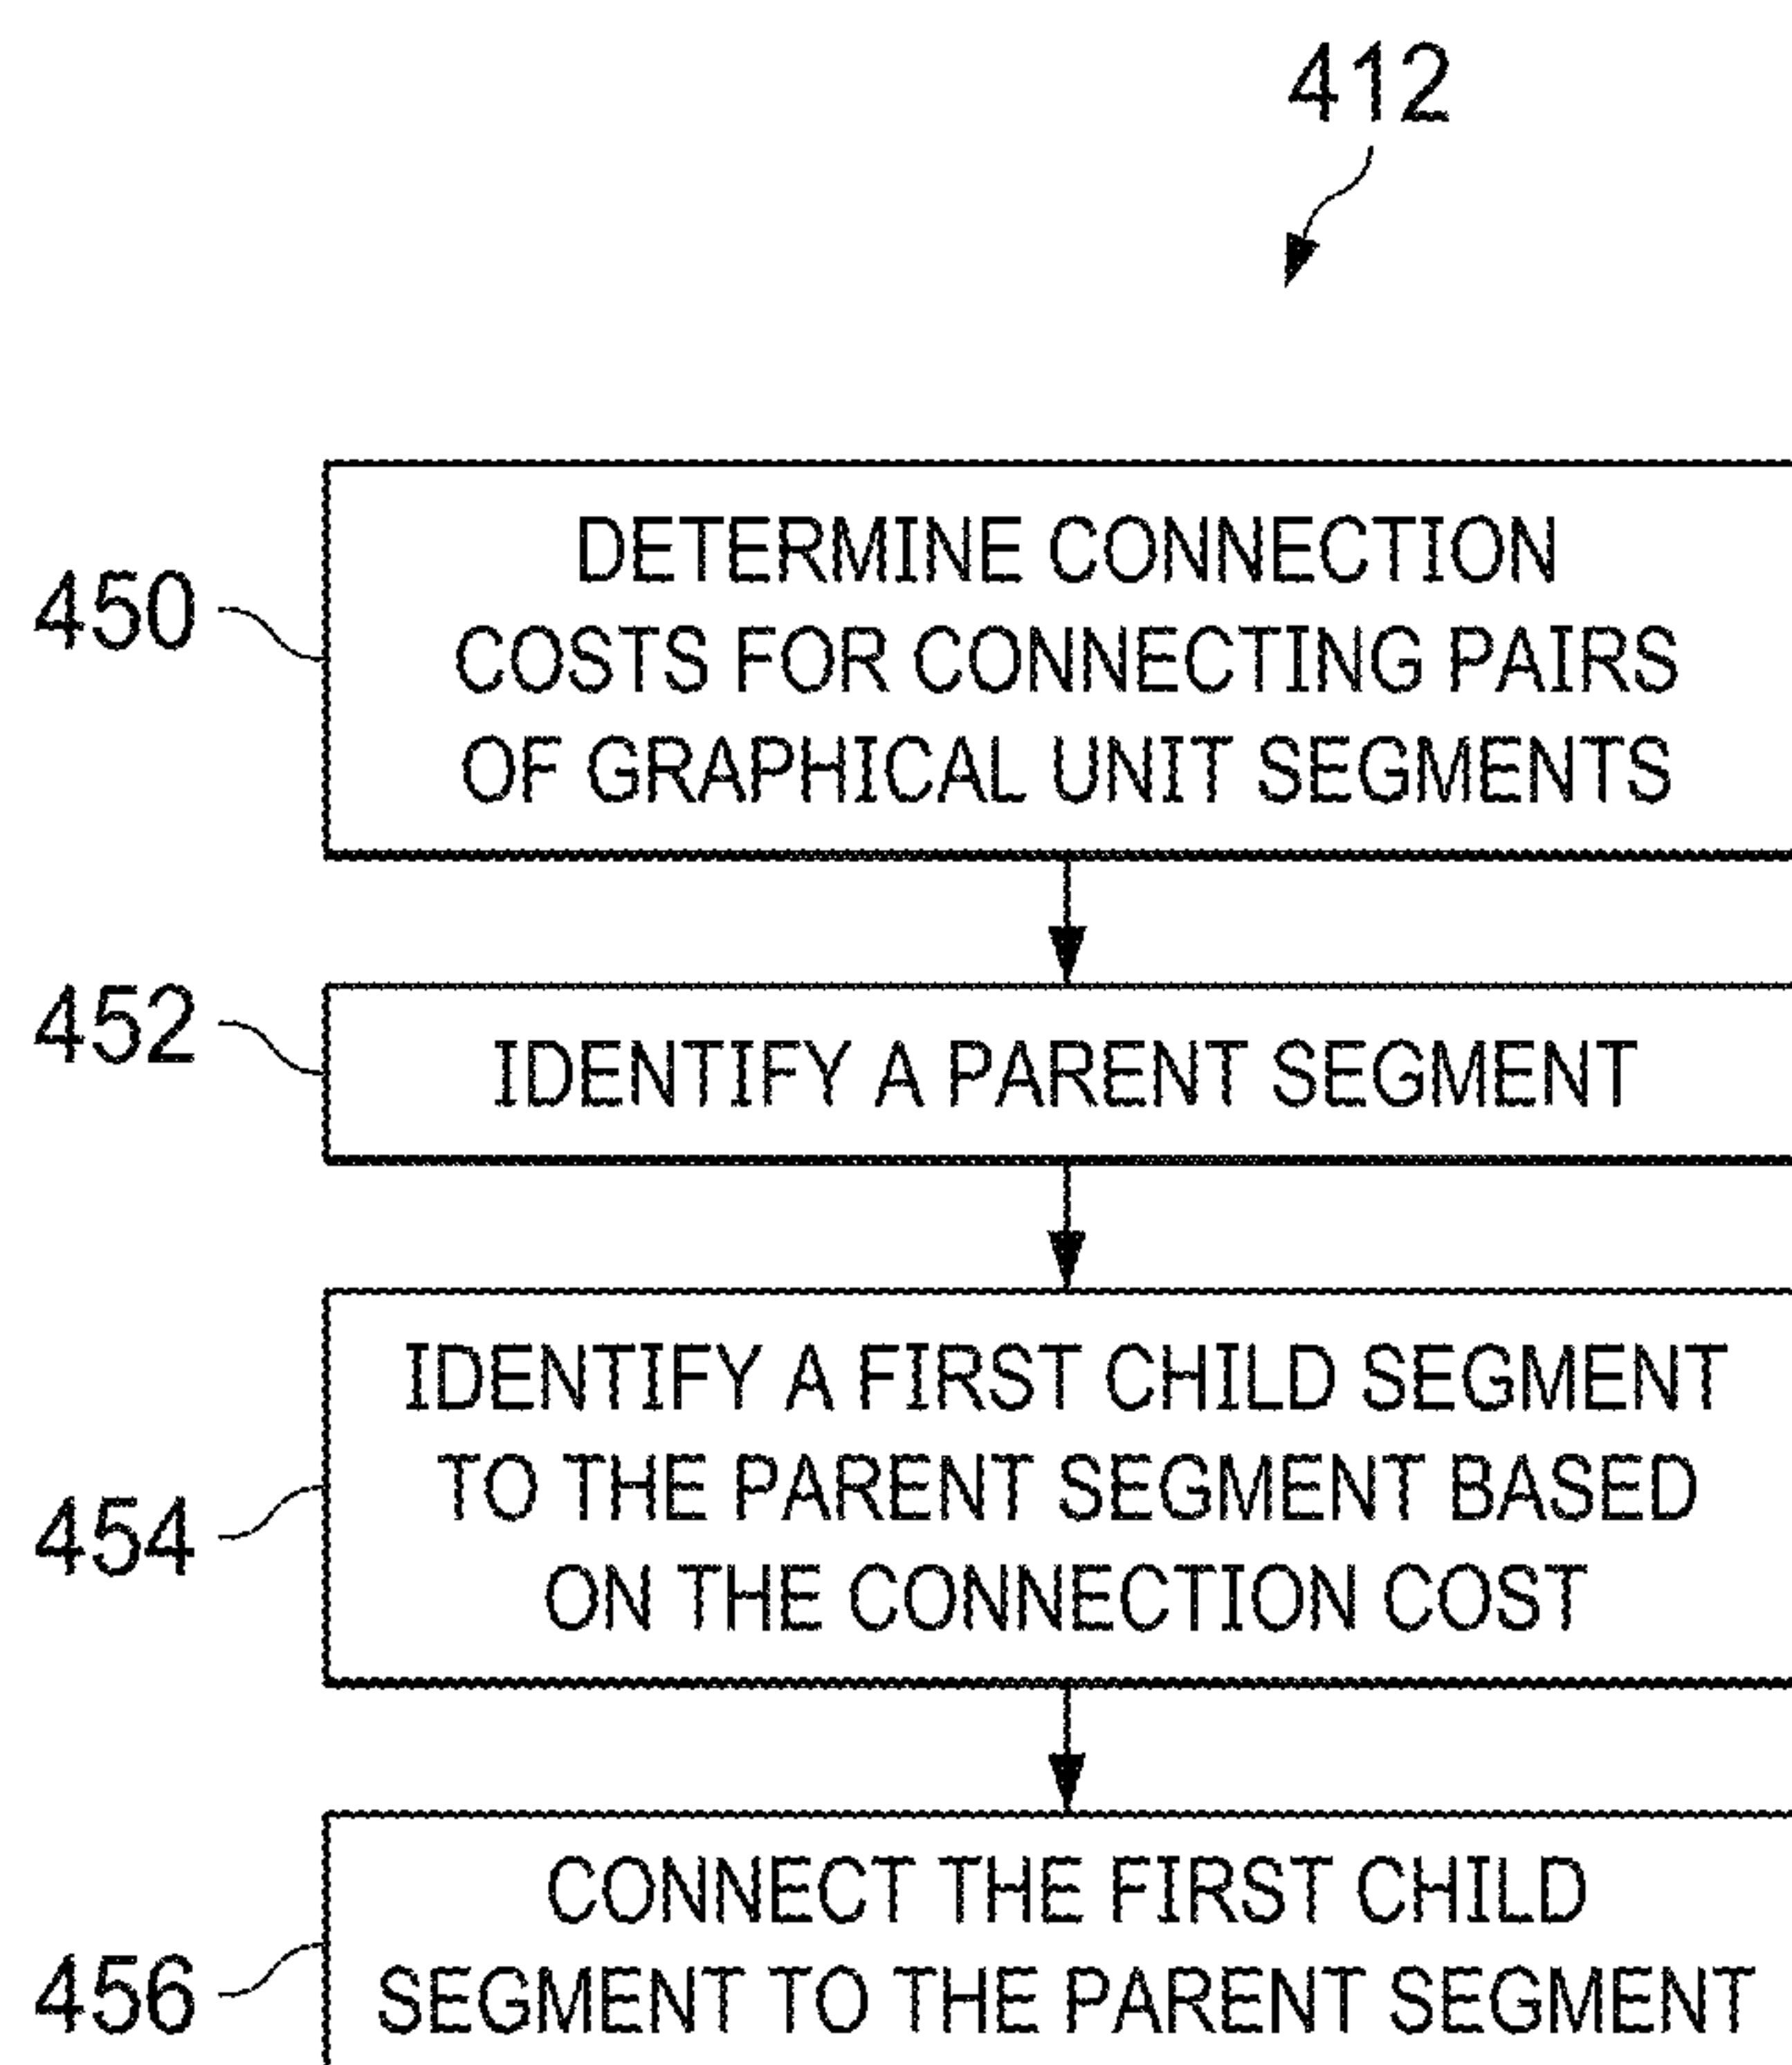 412
450
DETERMINE CONNECTION
COSTS FOR CONNECTING PAIRS
OF GRAPHICAL UNIT SEGMENTS
452
IDENTIFY A PARENT SEGMENT
454
IDENTIFY A FIRST CHILD SEGMENT
TO THE PARENT SEGMENT BASED
ON THE CONNECTION COST
456
CONNECT THE FIRST CHILD
SEGMENT TO THE PARENT SEGMENT